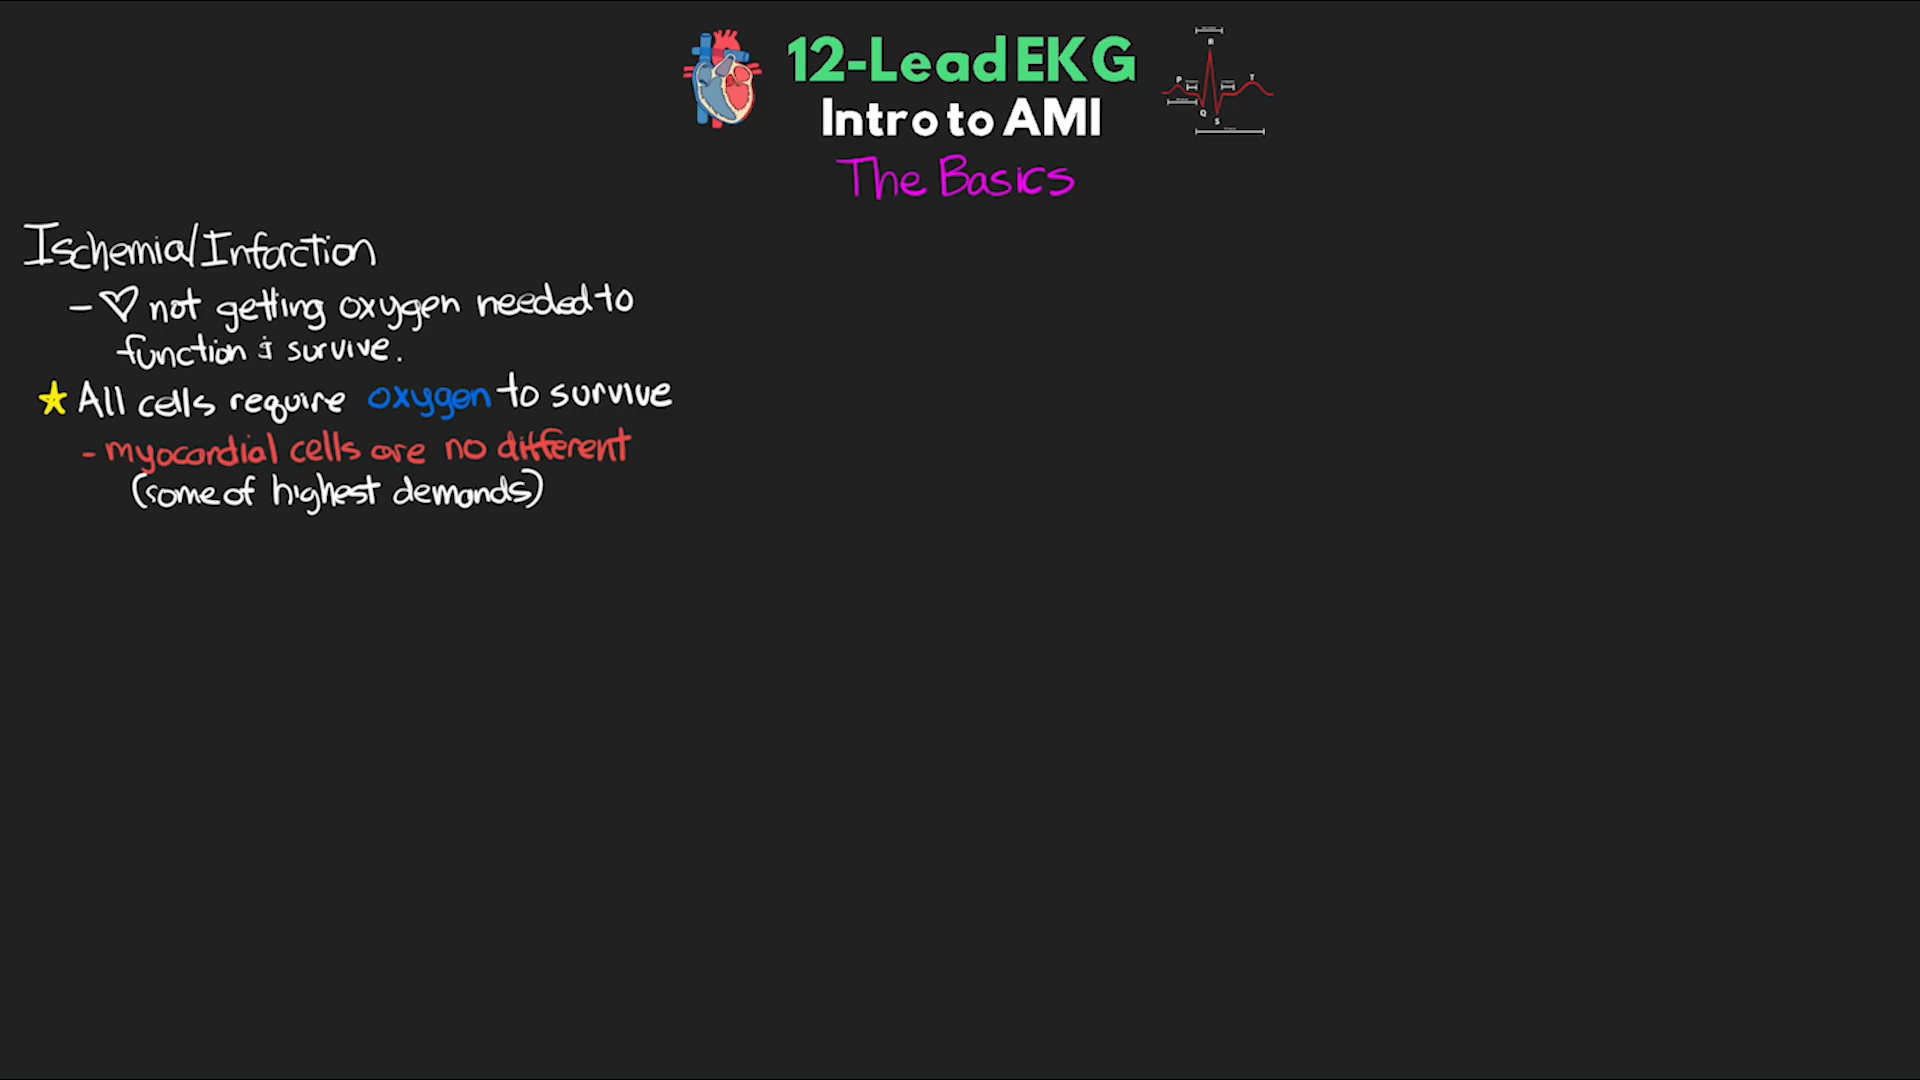 12-Lead EKG
Intro to AMI
The Basics
R
P
T
Q
S
Ischemia/Infarction
- ♡ not getting oxygen needed to
function & survive.
★ All cells require oxygen to survive
- myocardial cells are no different
(some of highest demands)